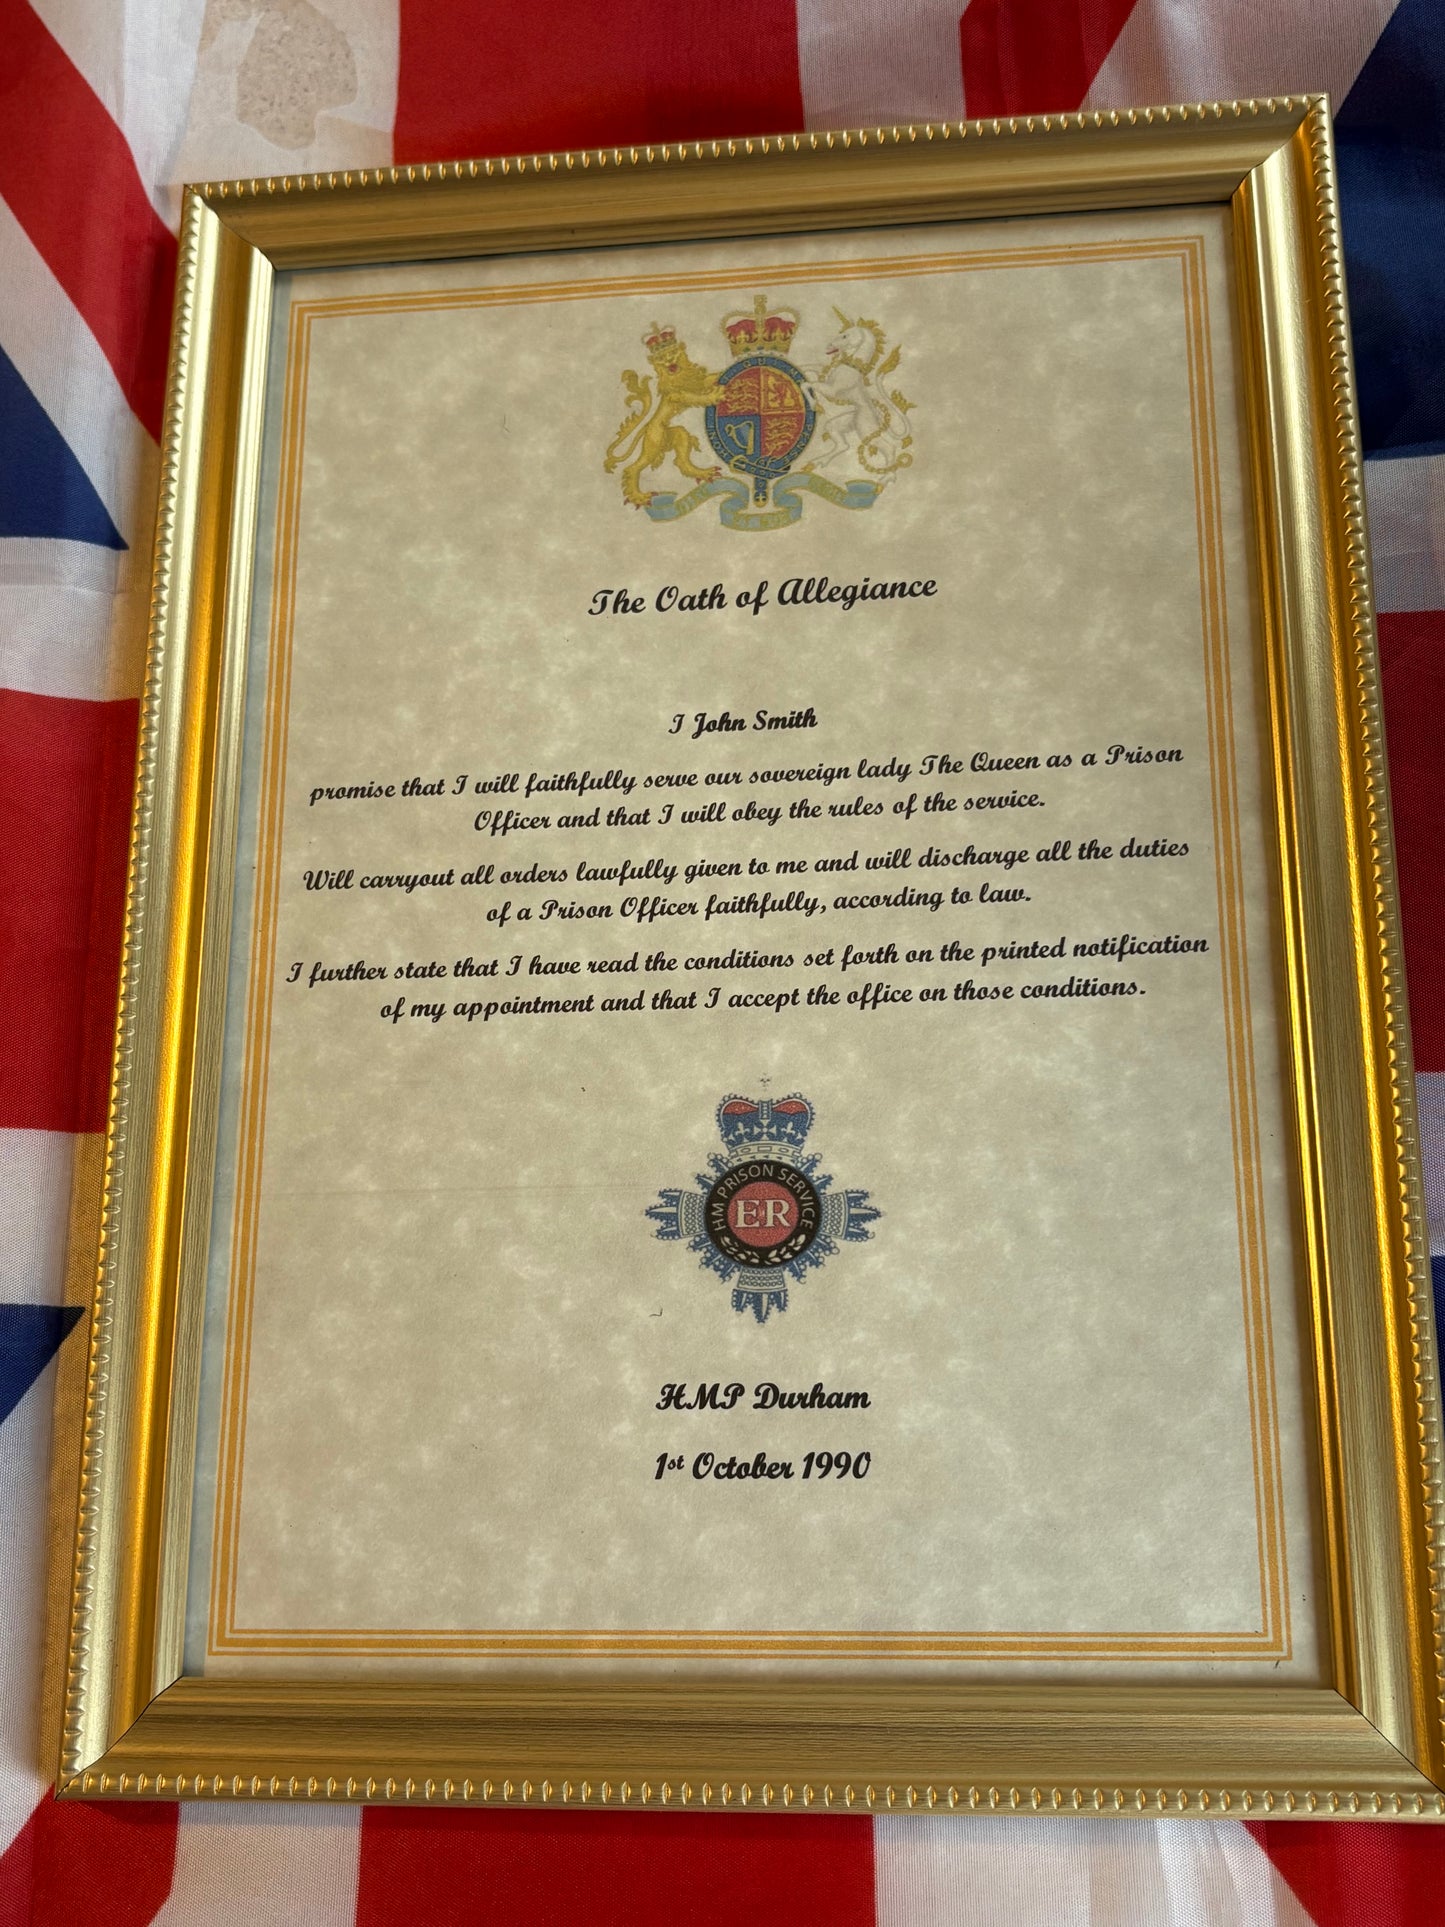 The Oath of Allegiance
I John Smith
promise that I will faithfully serve our sovereign lady The Queen as a Prison
Officer and that I will obey the rules of the service.
Will carryout all orders lawfully given to me and will discharge all the duties
of a Prison Officer faithfully, according to law.
I further state that I have read the conditions set forth on the printed notification
of my appointment and that I accept the office on those conditions.
HM PRISON SERVICE
ER
HMP Durham
1st October 1990